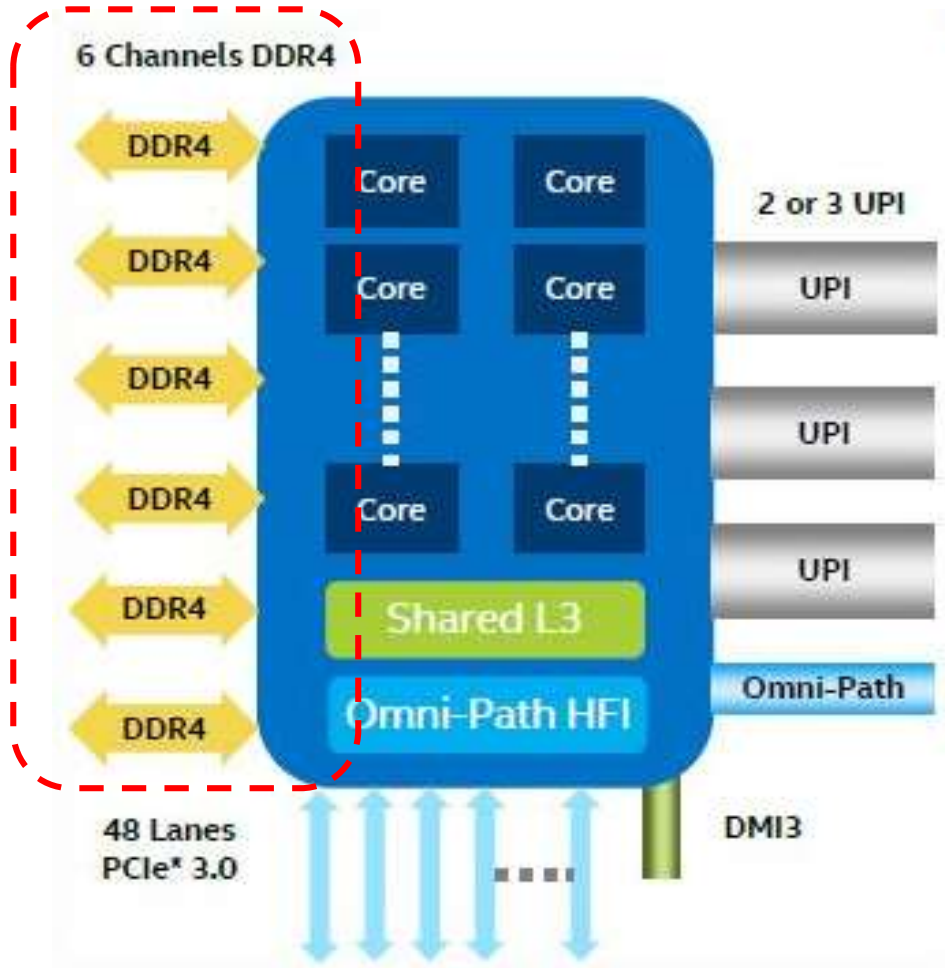 6 Channels DDR4
DDR4
DDR4
DDR4
DDR4
DDR4
DDR4
Core
Core
Core
Core
Core
Core
Shared L3
Omni-Path HFI
2 or 3 UPI
UPI
UPI
UPI
Omni-Path
48 Lanes
PCIe* 3.0
DMI3